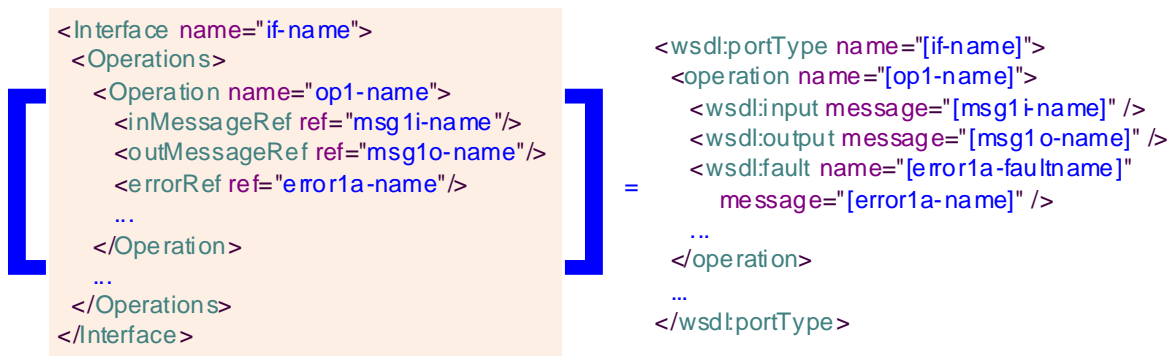 <Interface name="if-name">
<Operations>
<Operation name="op1-name">
<inMessageRef ref="msg1i-name"/>
<outMessageRef ref="msg1o-name"/>
<errorRef ref="error1a-name"/>
...
</Operation>
...
</Operations>
</Interface>
=
<wsdl:portType name="[if-name]">
<operation name="[op1-name]">
<wsdl:input message="[msg1i-name]" />
<wsdl:output message="[msg1o-name]" />
<wsdl:fault name="[error1a-faultname]"
message="[error1a-name]" />
...
</operation>
...
</wsdl:portType>